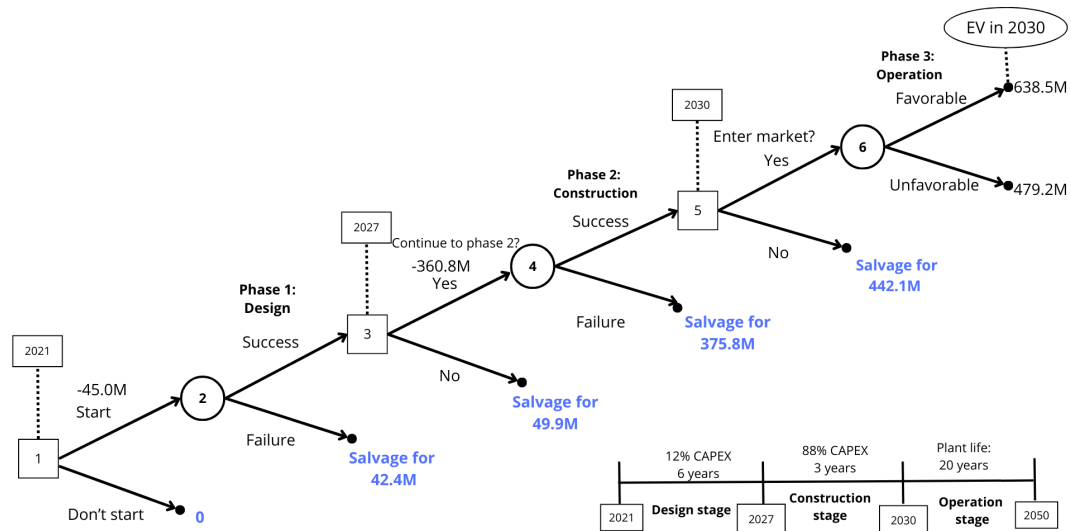 EV in 2030
Phase 3:
Operation
638.5M
Favorable
2030
Enter market?
6
Yes
Unfavorable
479.2M
Phase 2:
Construction
Success
5
2027
No
Continue to phase 2?
-360.8M
Yes
4
Salvage for
442.1M
Phase 1:
Design
Failure
Salvage for
375.8M
Success
3
2021
No
-45.0M
Start
2
Salvage for
49.9M
Failure
1
Salvage for
42.4M
Don't start
0
12% CAPEX
6 years
88% CAPEX
3 years
Plant life:
20 years
2021
Design stage
2027
Construction
stage
2030
Operation
stage
2050